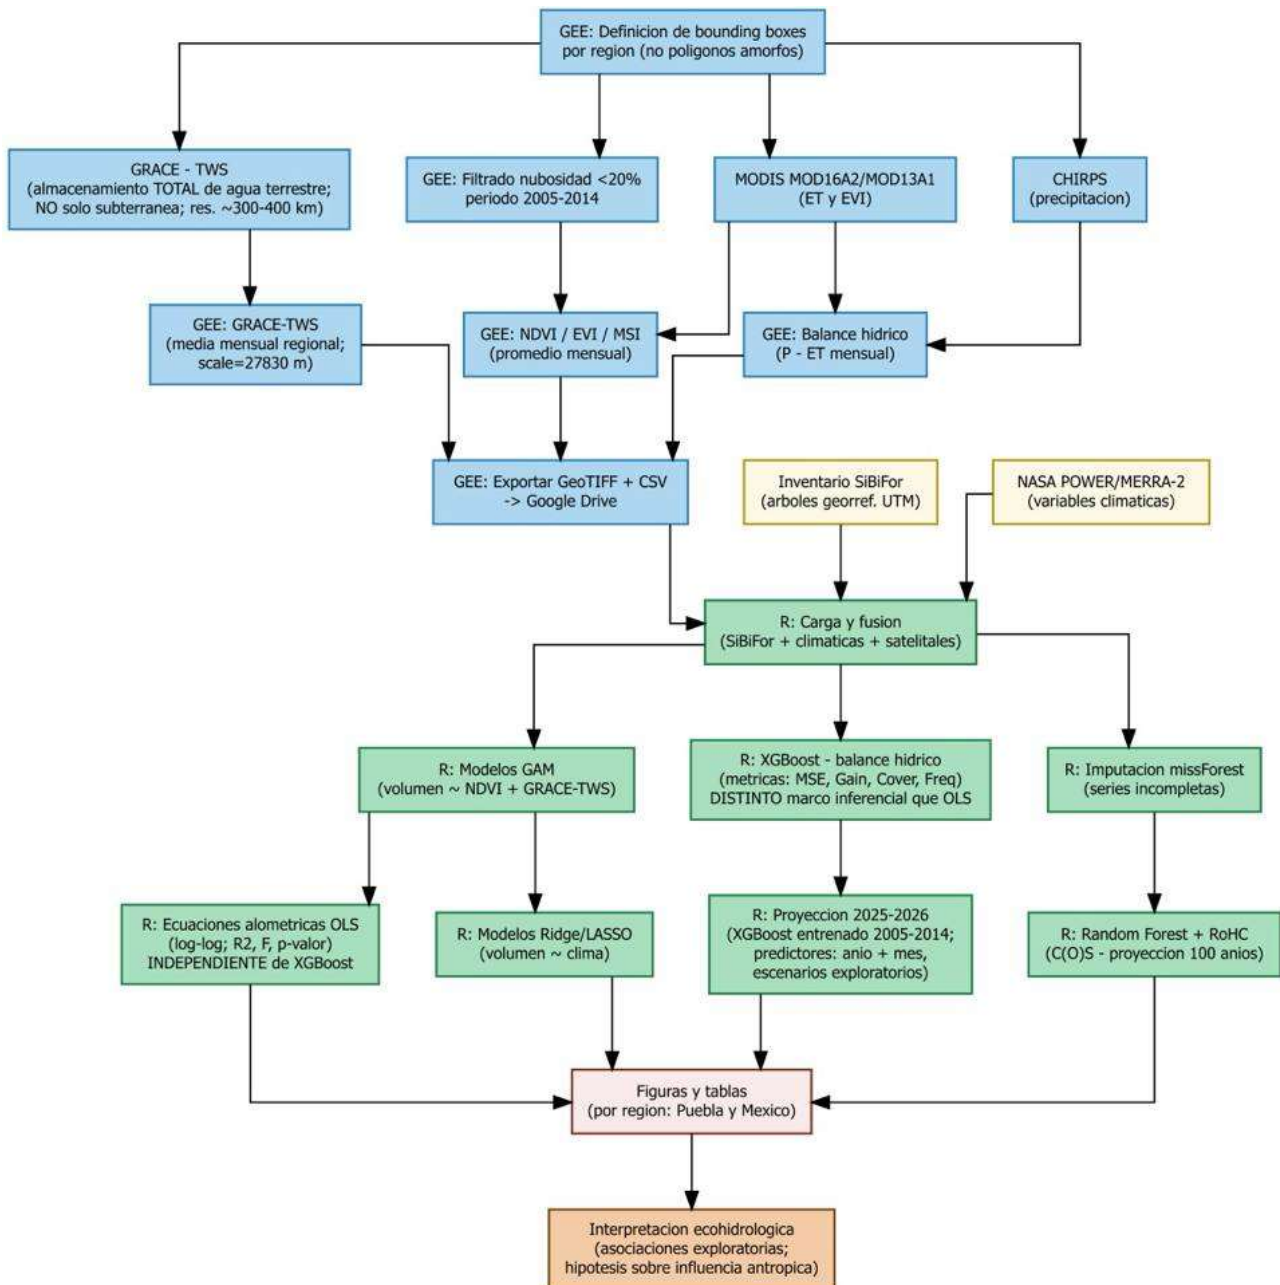 GEE: Definicion de bounding boxes
por region (no poligonos amorfos)
GRACE - TWS
(almacenamiento TOTAL de agua terrestre;
NO solo subterranea; res. ~300-400 km)
GEE: Filtrado nubosidad <20%
periodo 2005-2014
MODIS MOD16A2/MOD13A1
(ET y EVI)
CHIRPS
(precipitacion)
GEE: GRACE-TWS
(media mensual regional;
scale=27830 m)
GEE: NDVI / EVI / MSI
(promedio mensual)
GEE: Balance hidrico
(P - ET mensual)
GEE: Exportar GeoTIFF + CSV
-> Google Drive
Inventario SiBiFor
(arboles georref. UTM)
NASA POWER/MERRA-2
(variables climaticas)
R: Carga y fusion
(SiBiFor + climaticas + satelitales)
R: Modelos GAM
(volumen ~ NDVI + GRACE-TWS)
R: XGBoost - balance hidrico
(metricas: MSE, Gain, Cover, Freq)
DISTINTO marco inferencial que OLS
R: Imputacion missForest
(series incompletas)
R: Ecuaciones alometricas OLS
(log-log; R2, F, p-valor)
INDEPENDIENTE de XGBoost
R: Modelos Ridge/LASSO
(volumen ~ clima)
R: Proyeccion 2025-2026
(XGBoost entrenado 2005-2014;
predictores: anio + mes,
escenarios exploratorios)
R: Random Forest + RoHC
(C(O)S - proyeccion 100 anios)
Figuras y tablas
(por region: Puebla y Mexico)
Interpretacion ecohidrologica
(asociaciones exploratorias;
hipotesis sobre influencia antropica)